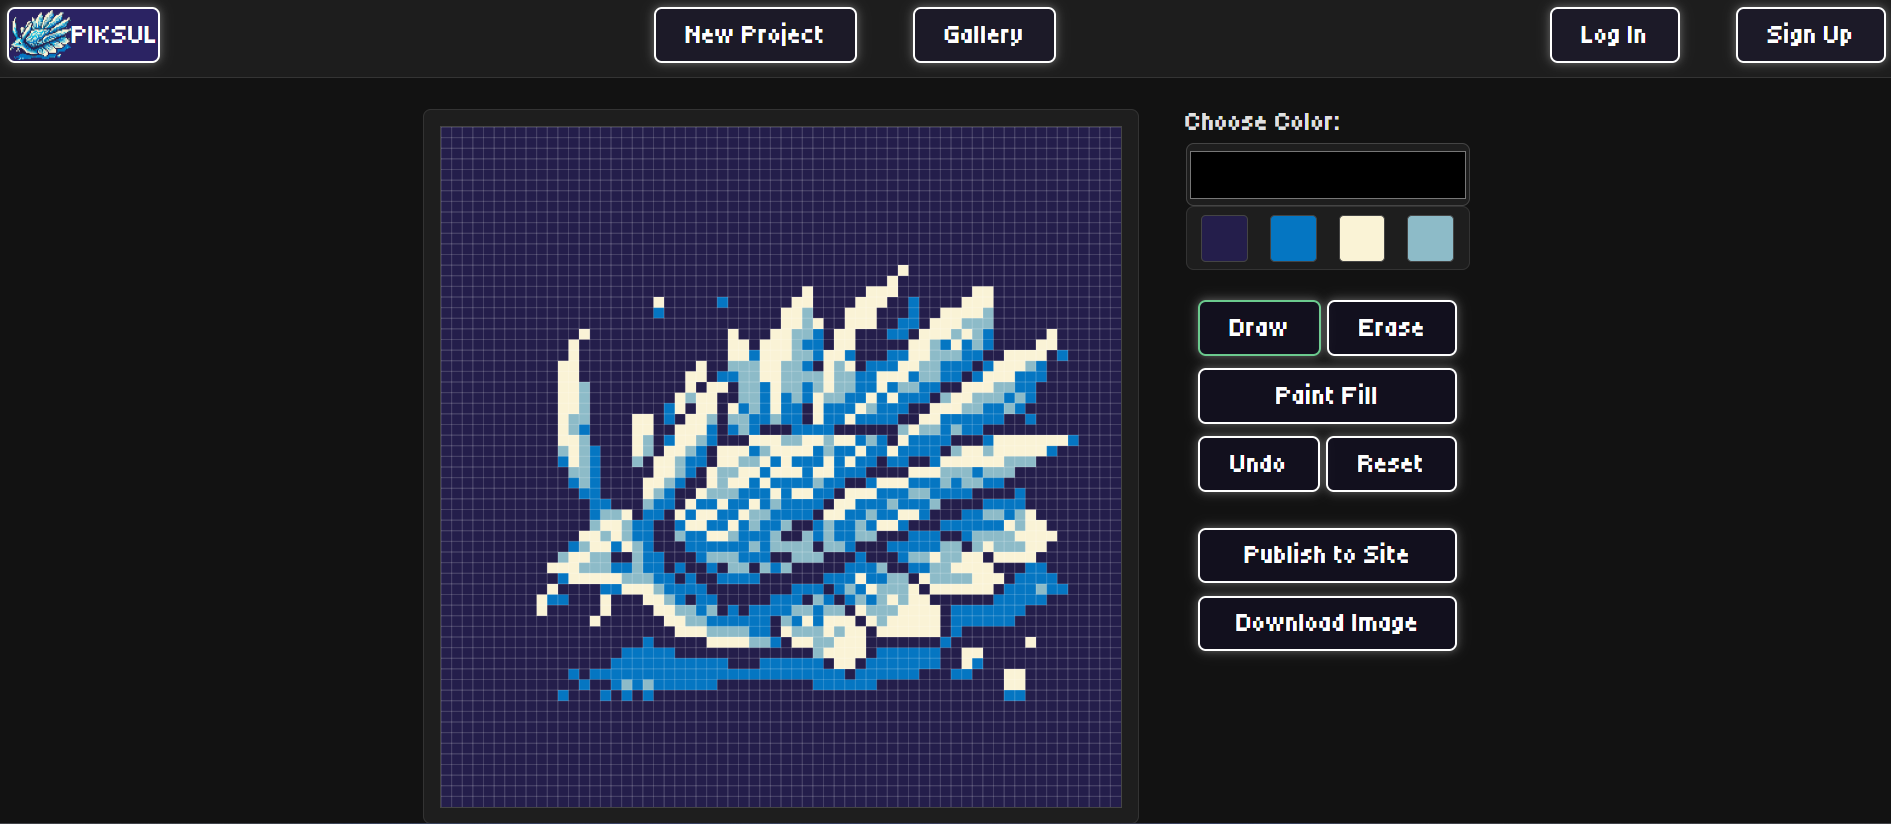 PIKSUL
New Project
Gallery
Log In
Sign Up
Choose Color:
Draw
Erase
Paint Fill
Undo
Reset
Publish to Site
Download Image